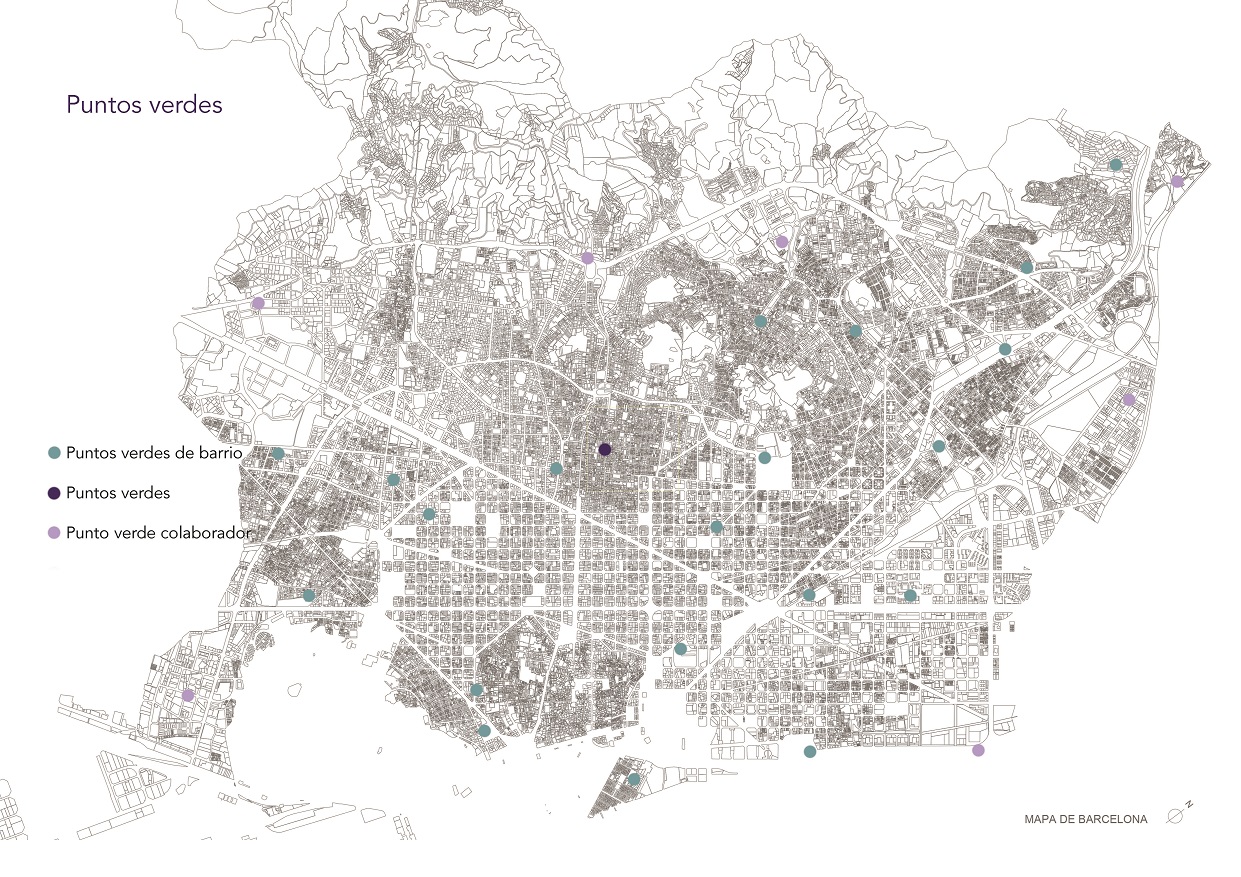 Puntos verdes
Puntos verdes de barrio
Puntos verdes
Punto verde colaborador
MAPA DE BARCELONA
N